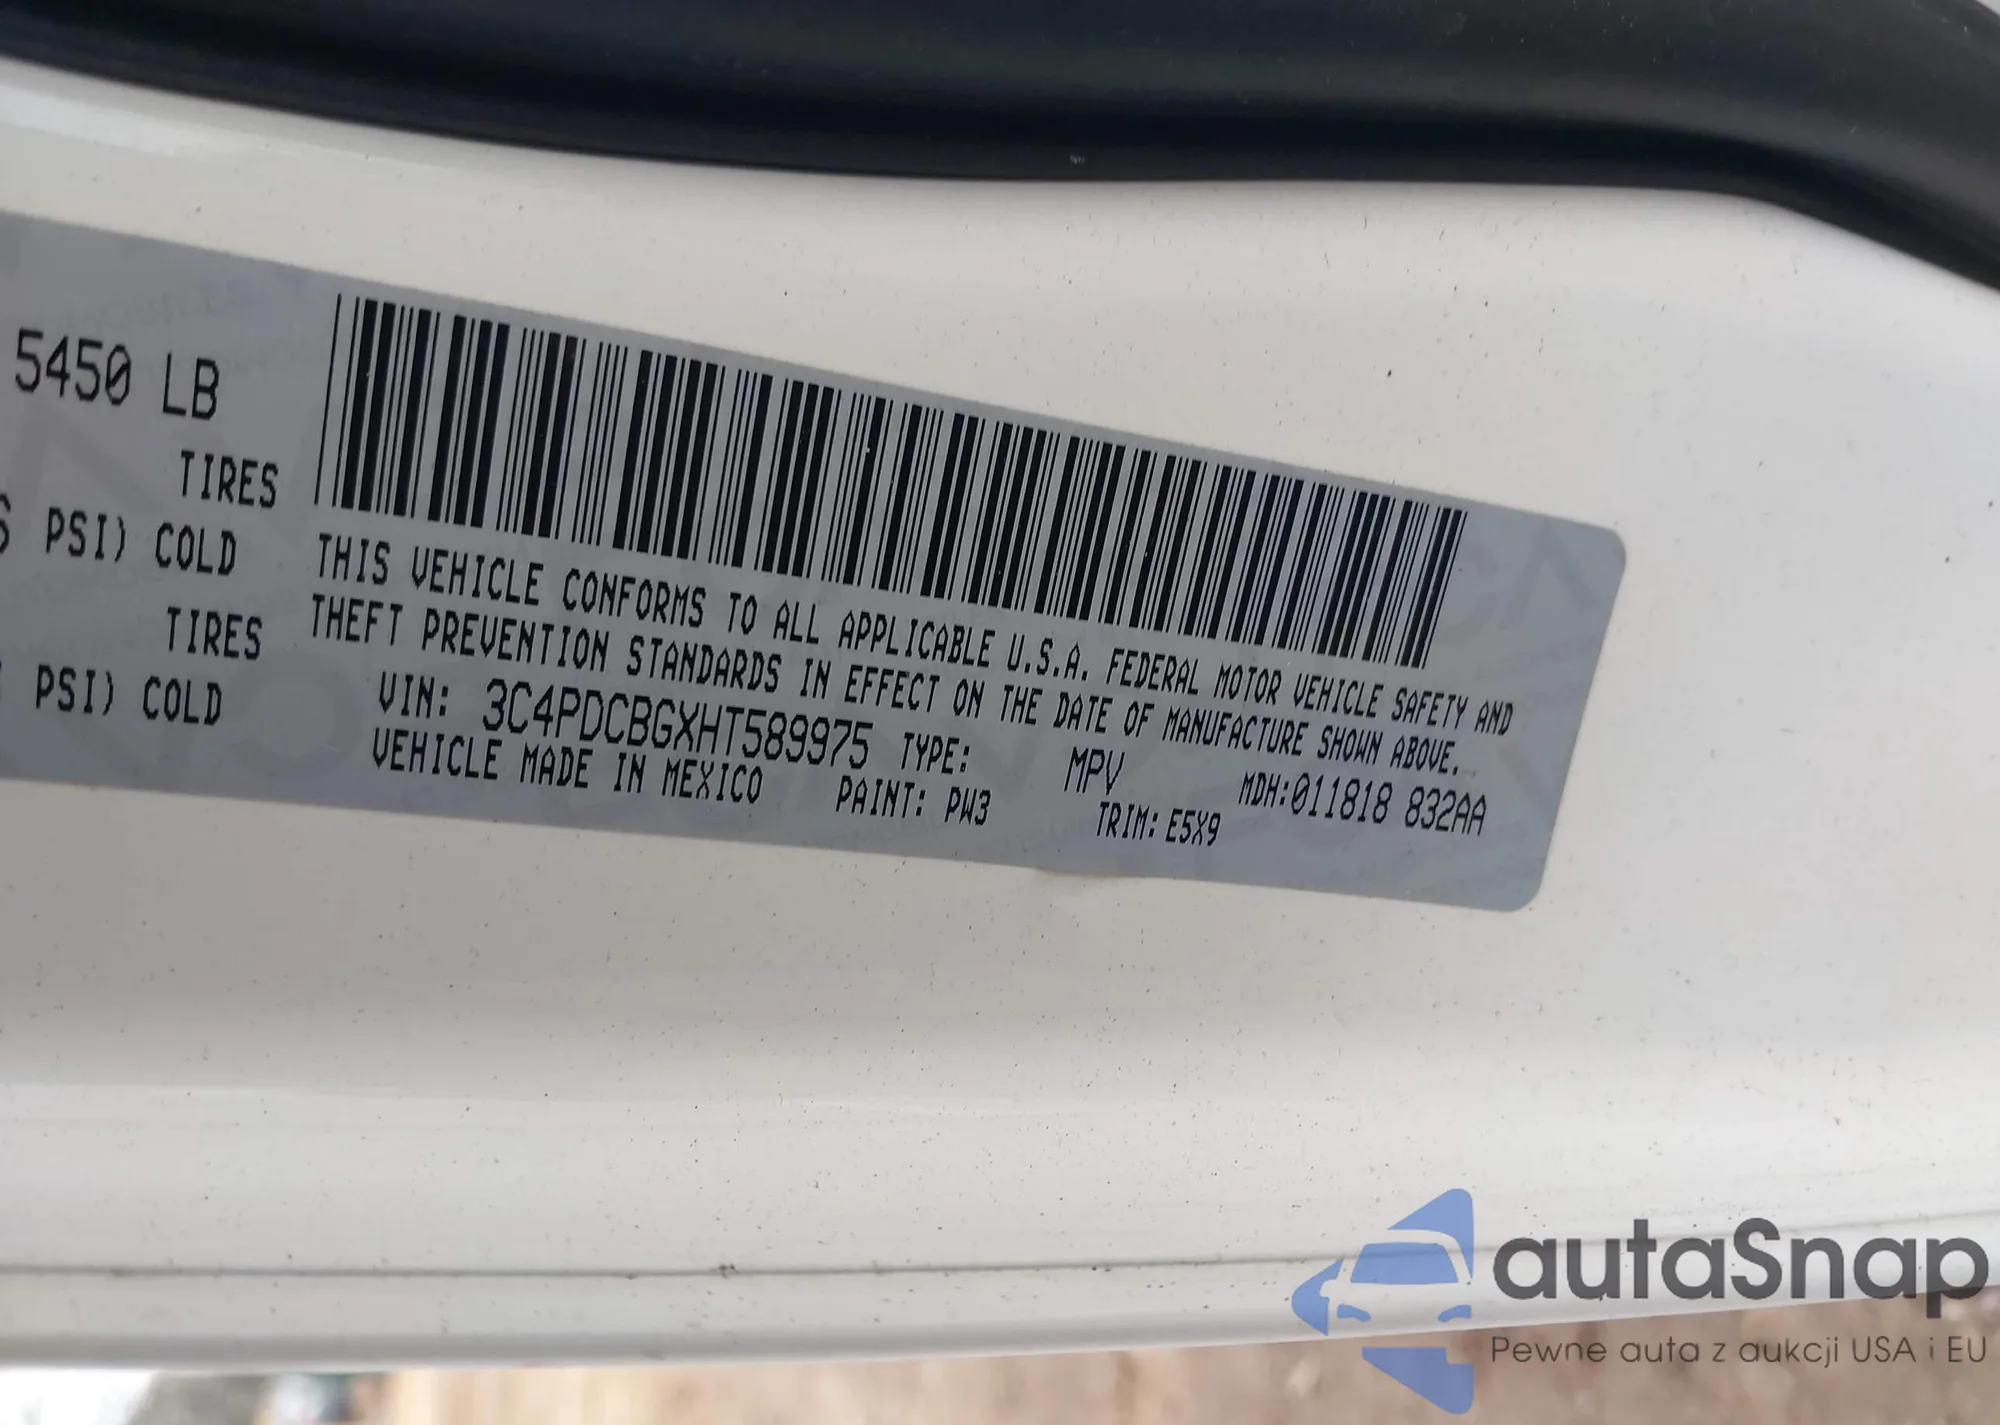 5450 LB
TIRES
PSI) COLD
TIRES
PSI) COLD
THIS VEHICLE CONFORMS TO ALL APPLICABLE U.S.A. FEDERAL MOTOR VEHICLE SAFETY AND
THEFT PREVENTION STANDARDS IN EFFECT ON THE DATE OF MANUFACTURE SHOWN ABOVE.
VIN: 3C4PDCBGXHT589975 TYPE: MPV MDH:011818 832AA
VEHICLE MADE IN MEXICO PAINT: PW3 TRIM: E5X9
autaSnap
Pewne auta z aukcji USA i EU